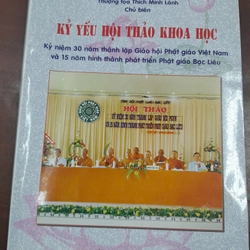 Thượng tọa Thích Minh Lành
Chủ biên
KỶ YẾU HỘI THẢO KHOA HỌC
Kỷ niệm 30 năm thành lập Giáo hội Phật giáo Việt Nam
và 15 năm hình thành phát triển Phật giáo Bạc Liêu
HỘI THẢO